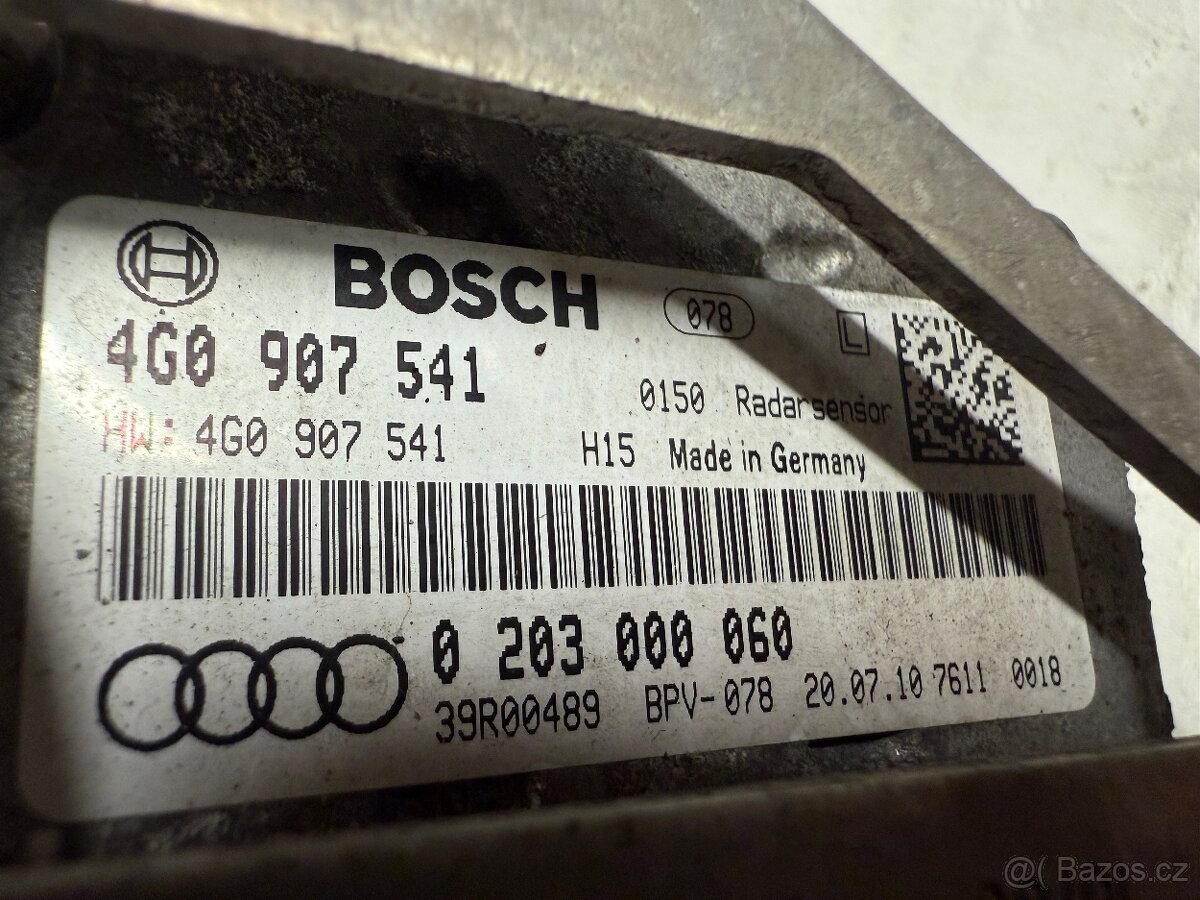 BOSCH 078 L
4G0 907 541
0150 Radarsensor
HW: 4G0 907 541
H15 Made in Germany
0 203 000 060
39R00489 BPV-078 20.07.10 7611 0018
@( Bazos.cz